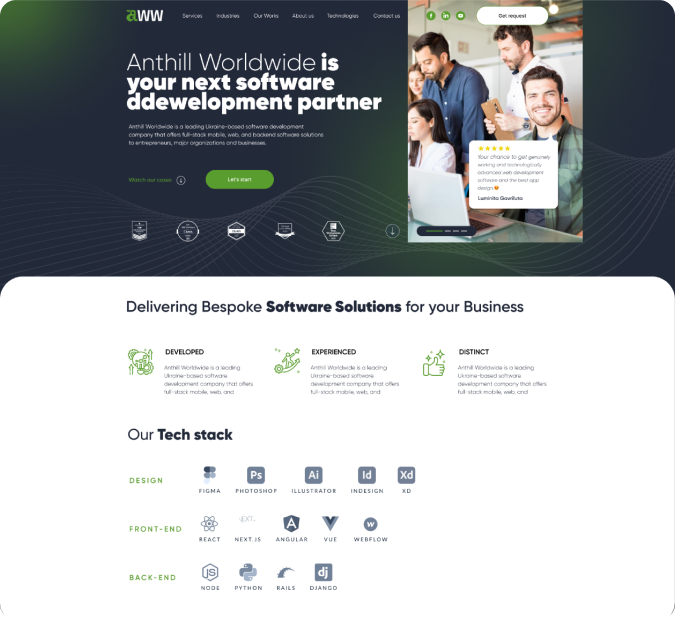 aWW
Services Industries Our Works About us Technologies Contact us
Get request
Anthill Worldwide is
your next software
ddewelopment partner
Anthill Worldwide is a leading Ukraine-based software development
company that offers full-stack mobile, web, and backend software solutions
to entrepreneurs, major organizations and businesses.
Watch our cases
Let's start
Your chance to get genuinely
working and technologically
advanced web development
software and the best app
design😍
Luminita Gavriluta
Delivering Bespoke Software Solutions for your Business
DEVELOPED
Anthill Worldwide is a leading
Ukraine-based software
development company that offers
full-stack mobile, web, and
EXPERIENCED
Anthill Worldwide is a leading
Ukraine-based software
development company that offers
full-stack mobile, web, and
DISTINCT
Anthill Worldwide is a leading
Ukraine-based software
development company that offers
full-stack mobile, web, and
Our Tech stack
DESIGN
Ps Ai Id Xd
FIGMA PHOTOSHOP ILLUSTRATOR INDESIGN XD
FRONT-END
REACT NEXT.JS ANGULAR VUE WEBFLOW
BACK-END
NODE PYTHON RAILS DJANGO